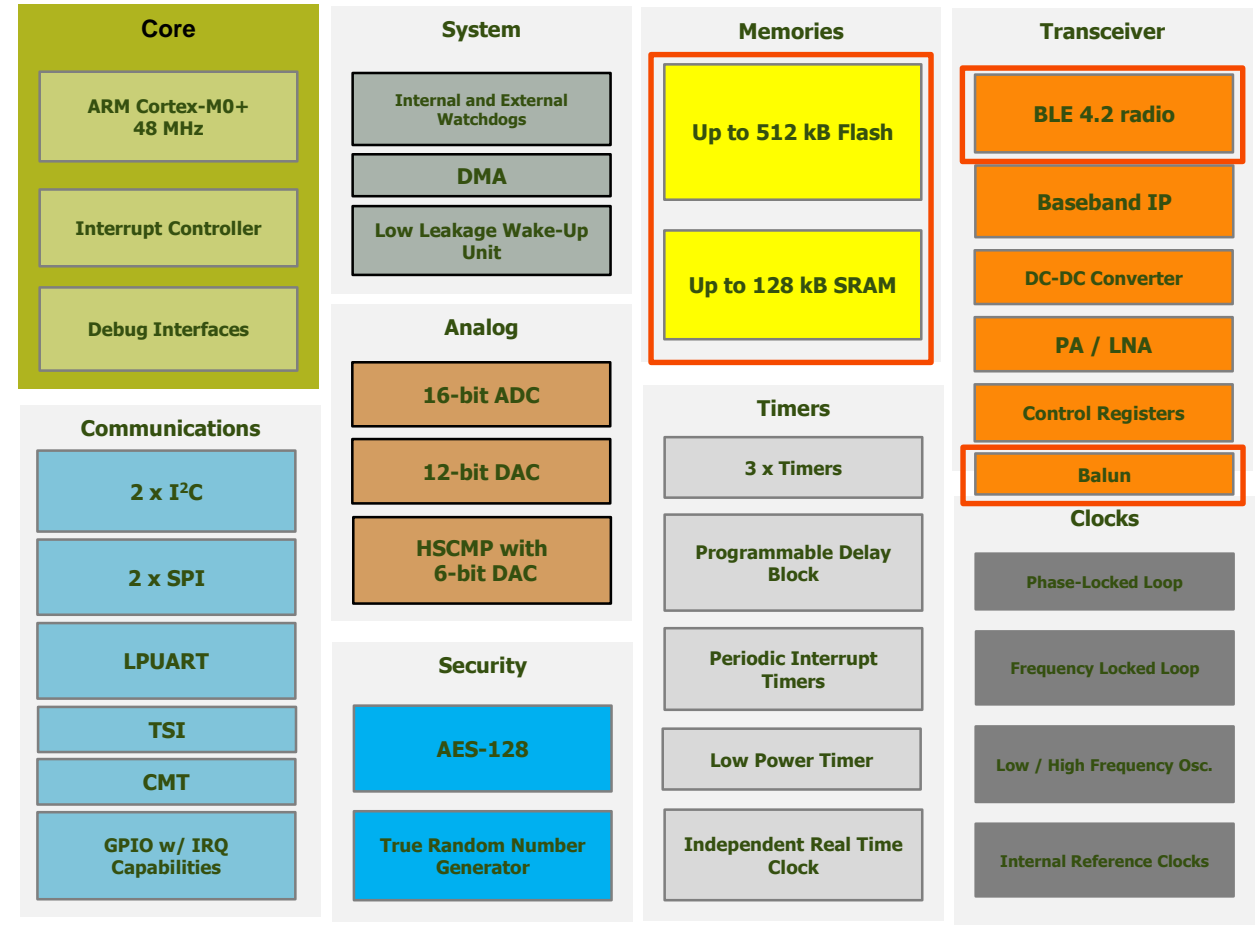 Core
ARM Cortex-M0+
48 MHz
Interrupt Controller
Debug Interfaces
Communications
2 x I²C
2 x SPI
LPUART
TSI
CMT
GPIO w/ IRQ
Capabilities
System
Internal and External
Watchdogs
DMA
Low Leakage Wake-Up
Unit
Analog
16-bit ADC
12-bit DAC
HSCMP with
6-bit DAC
Security
AES-128
True Random Number
Generator
Memories
Up to 512 kB Flash
Up to 128 kB SRAM
Timers
3 x Timers
Programmable Delay
Block
Periodic Interrupt
Timers
Low Power Timer
Independent Real Time
Clock
Transceiver
BLE 4.2 radio
Baseband IP
DC-DC Converter
PA / LNA
Control Registers
Balun
Clocks
Phase-Locked Loop
Frequency Locked Loop
Low / High Frequency Osc.
Internal Reference Clocks